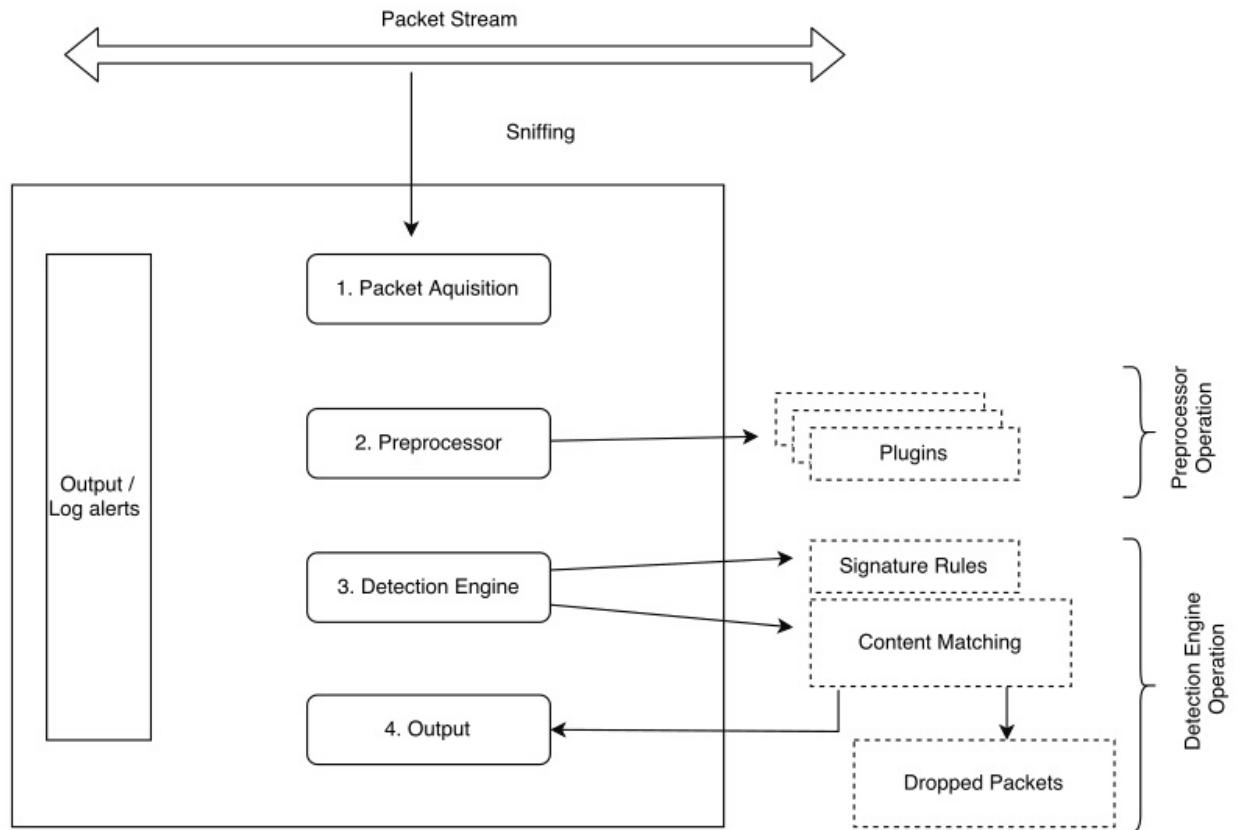 Packet Stream
Sniffing
1. Packet Aquisition
2. Preprocessor
Plugins
Preprocessor
Operation
Output /
Log alerts
3. Detection Engine
Signature Rules
Content Matching
Detection Engine
Operation
4. Output
Dropped Packets